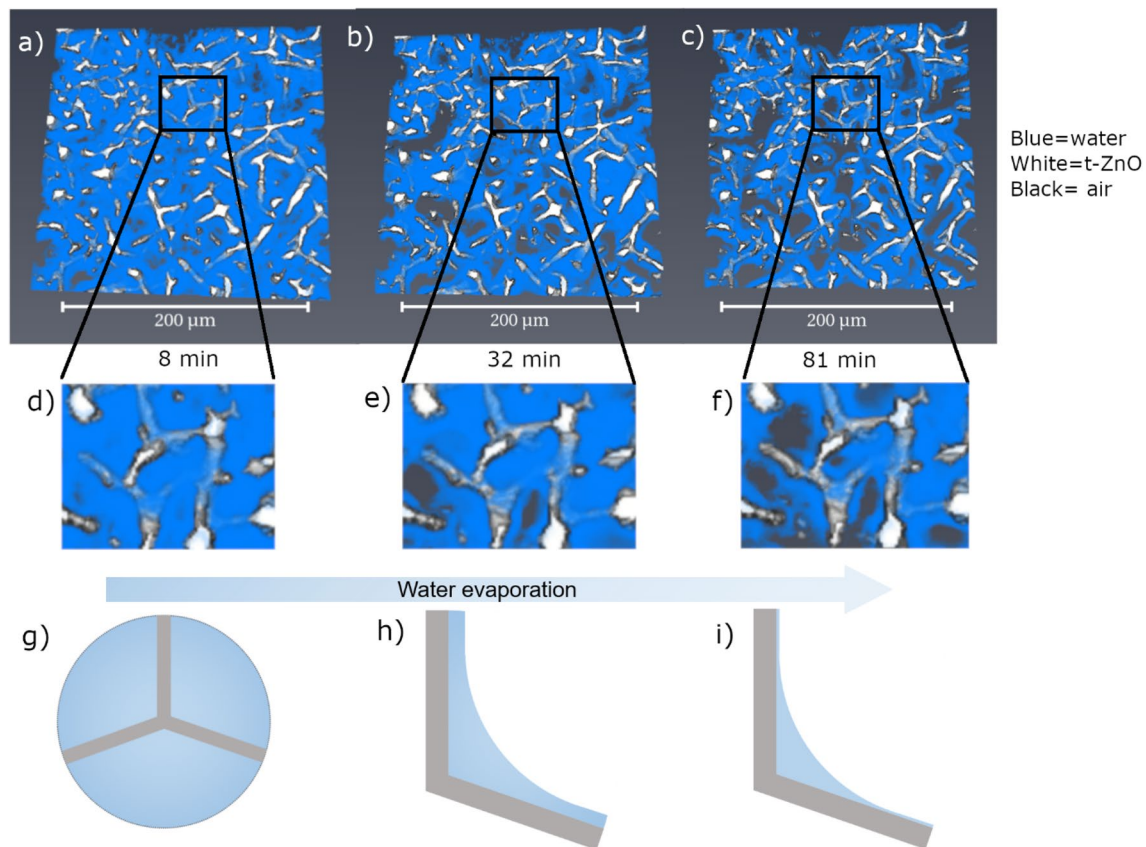 a)
b)
c)
Blue=water
White=t-ZnO
Black= air
200 µm
200 µm
200 µm
8 min
32 min
81 min
d)
e)
f)
Water evaporation
g)
h)
i)